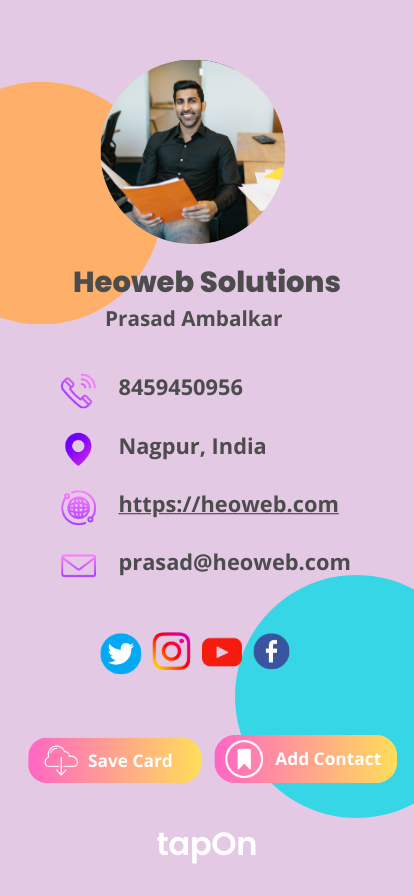 Heoweb Solutions
Prasad Ambalkar
8459450956
Nagpur, India
https://heoweb.com
prasad@heoweb.com
Save Card
Add Contact
tapOn